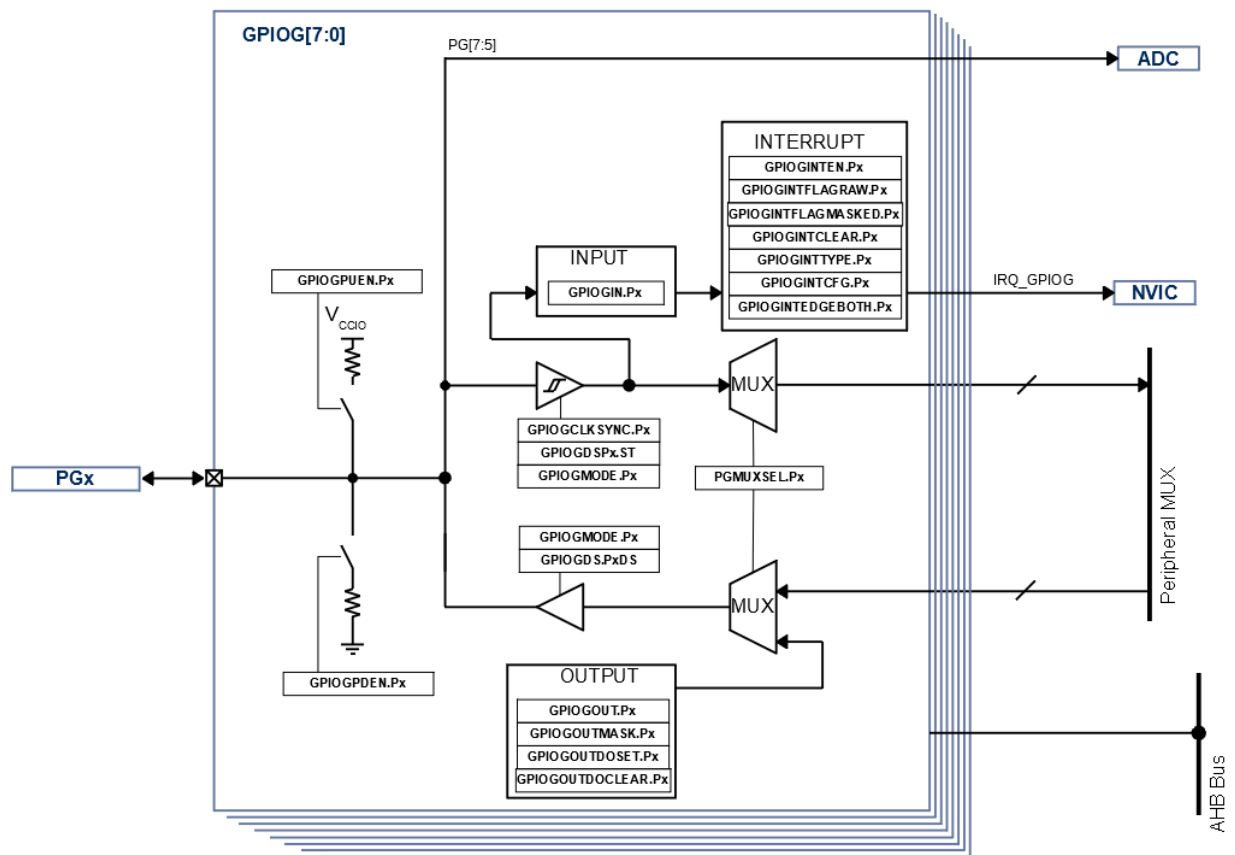 GPIOG[7:0]
PG[7:5]
ADC
INTERRUPT
GPIOGINTEN.Px
GPIOGINTFLAGRAW.Px
GPIOGINTFLAGMASKED.Px
GPIOGINTCLEAR.Px
GPIOGINTTYPE.Px
GPIOGINTCFG.Px
GPIOGINTEDGEBOTH.Px
INPUT
GPIOGIN.Px
IRQ_GPIOG
NVIC
GPIOGPUEN.Px
VCCIO
MUX
GPIOGCLKSYNC.Px
GPIOGDSPx.ST
GPIOGMODE.Px
PGx
PGMUXSEL.Px
Peripheral MUX
GPIOGMODE.Px
GPIOGDS.PxDS
MUX
GPIOGPDEN.Px
OUTPUT
GPIOGOUT.Px
GPIOGOUTMASK.Px
GPIOGOUTDOSET.Px
GPIOGOUTDOCLEAR.Px
AHB Bus